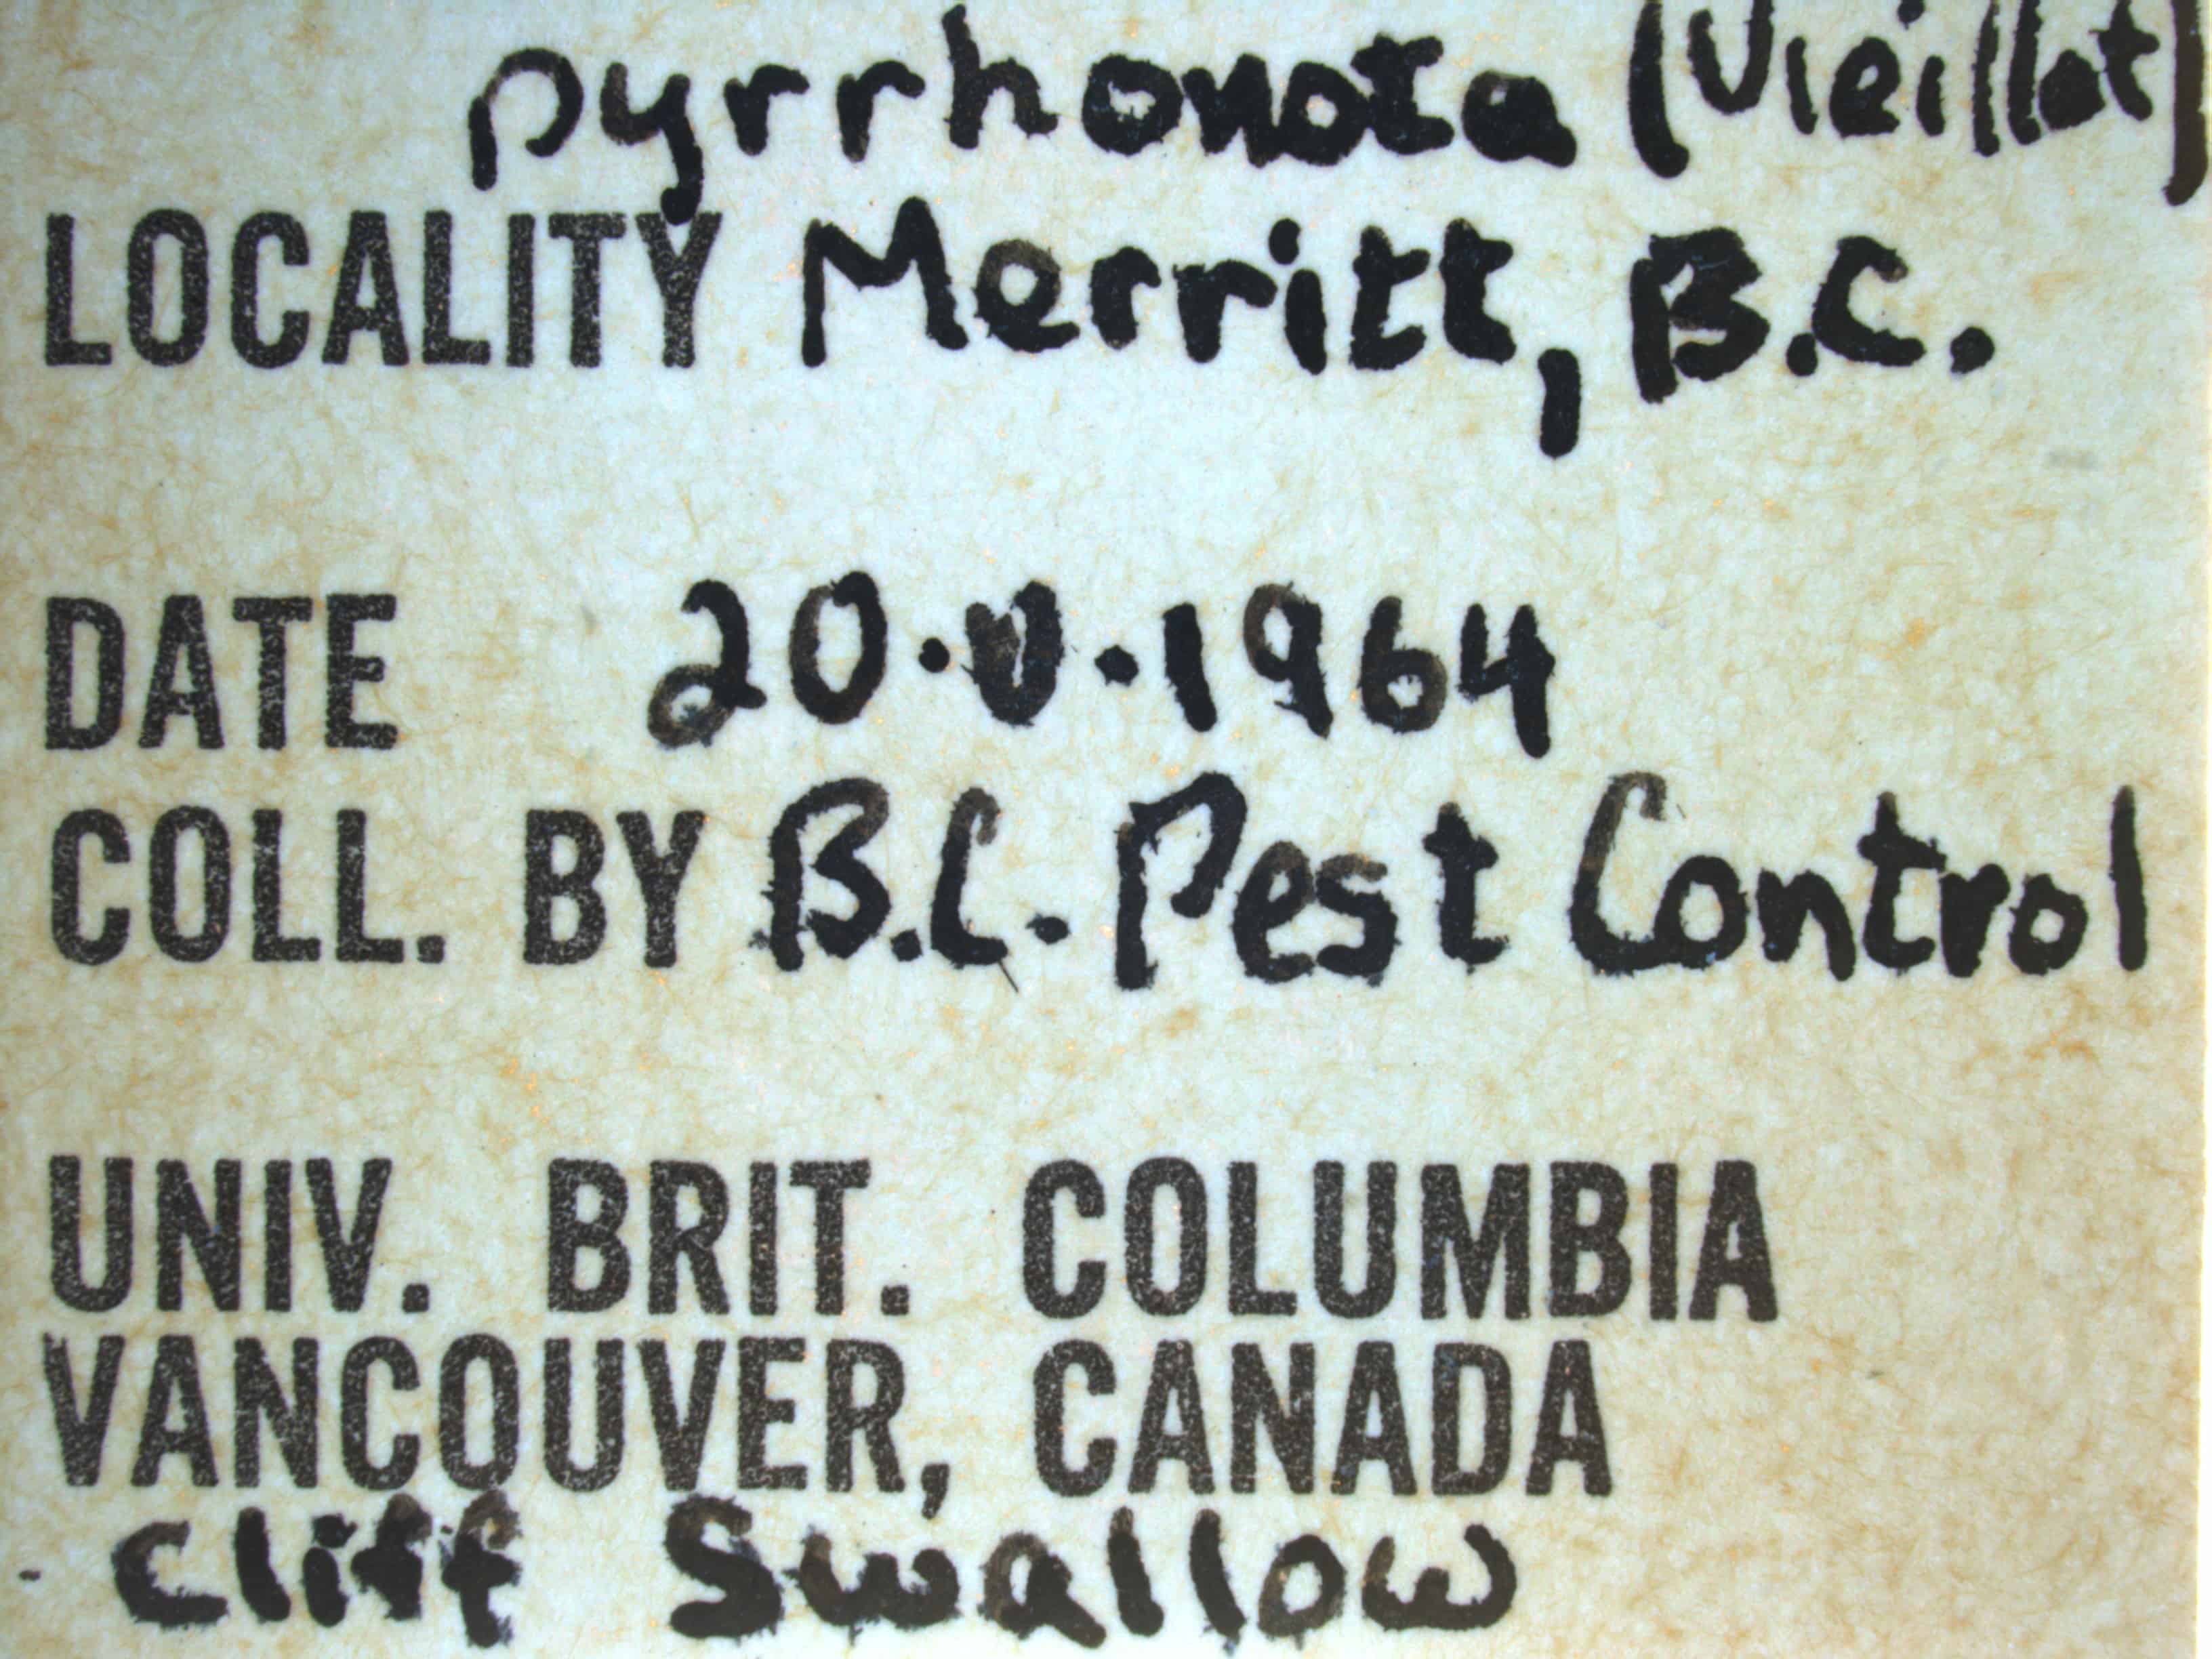 pyrrhonota (Vieillot)
LOCALITY Merritt, B.C.
DATE 20.V.1964
COLL. BY B.C. Pest Control
UNIV. BRIT. COLUMBIA
VANCOUVER, CANADA
Cliff Swallow